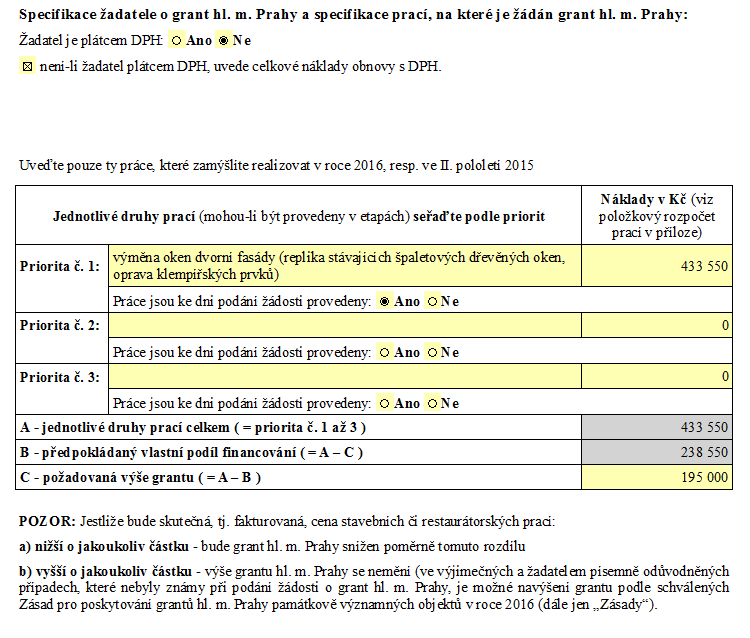 Specifikace žadatele o grant hl. m. Prahy a specifikace prací, na které je žádán grant hl. m. Prahy:
Žadatel je plátcem DPH: Ano Ne
není-li žadatel plátcem DPH, uvede celkové náklady obnovy s DPH.
Uveďte pouze ty práce, které zamýšlíte realizovat v roce 2016, resp. ve II. pololetí 2015
Jednotlivé druhy prací (mohou-li být provedeny v etapách) seřaďte podle priorit
Náklady v Kč (viz
položkový rozpočet
prací v příloze)
Priorita č. 1:
výměna oken dvorní fasády (replika stávajících špaletových dřevěných oken,
oprava klempířských prvků)
433 550
Práce jsou ke dni podání žádosti provedeny: Ano Ne
Priorita č. 2:
0
Práce jsou ke dni podání žádosti provedeny: Ano Ne
Priorita č. 3:
0
Práce jsou ke dni podání žádosti provedeny: Ano Ne
A - jednotlivé druhy prací celkem ( = priorita č. 1 až 3 ) 433 550
B - předpokládaný vlastní podíl financování ( = A – C ) 238 550
C - požadovaná výše grantu ( = A – B ) 195 000
POZOR: Jestliže bude skutečná, tj. fakturovaná, cena stavebních či restaurátorských prací:
a) nižší o jakoukoliv částku - bude grant hl. m. Prahy snížen poměrně tomuto rozdílu
b) vyšší o jakoukoliv částku - výše grantu hl. m. Prahy se nemění (ve výjimečných a žadatelem písemně odůvodněných
případech, které nebyly známy při podání žádosti o grant hl. m. Prahy, je možné navýšení grantu podle schválených
Zásad pro poskytování grantů hl. m. Prahy památkově významných objektů v roce 2016 (dále jen „Zásady“).